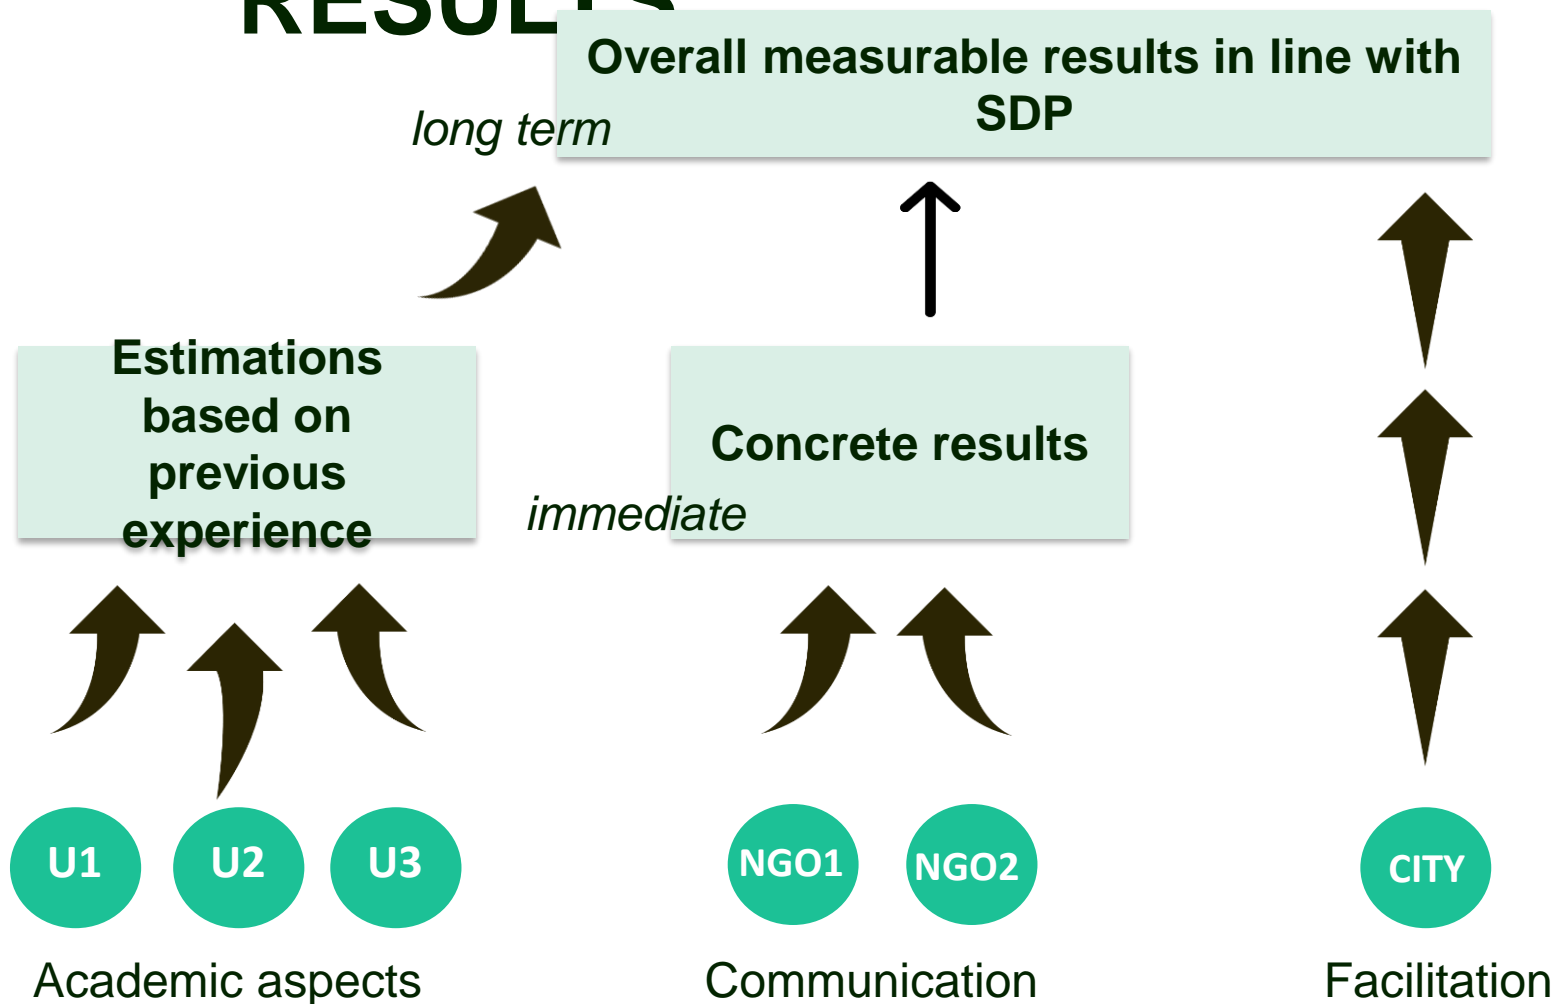 RESULTS
Overall measurable results in line with
SDP
long term
Estimations
based on
previous
experience
Concrete results
immediate
U1
U2
U3
NGO1
NGO2
CITY
Academic aspects
Communication
Facilitation